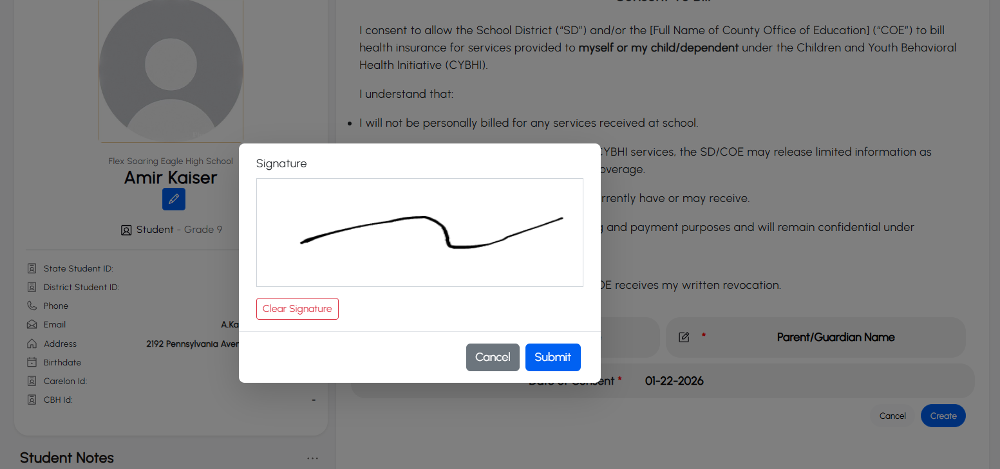 I consent to allow the School District (“SD”) and/or the [Full Name of County Office of Education] (“COE”) to bill
health insurance for services provided to myself or my child/dependent under the Children and Youth Behavioral
Health Initiative (CYBHI).
I understand that:
• I will not be personally billed for any services received at school.
CYBHI services, the SD/COE may release limited information as
coverage.
rrently have or may receive.
and payment purposes and will remain confidential under
COE receives my written revocation.
* Parent/Guardian Name
Date of Consent * 01-22-2026
Cancel
Create
Flex Soaring Eagle High School
Amir Kaiser
Student - Grade 9
State Student ID:
District Student ID:
Phone
Email A.Ka
Address 2192 Pennsylvania Aven
Birthdate
Carelon Id:
CBH Id: -
Student Notes ...
Signature
Clear Signature
Cancel
Submit